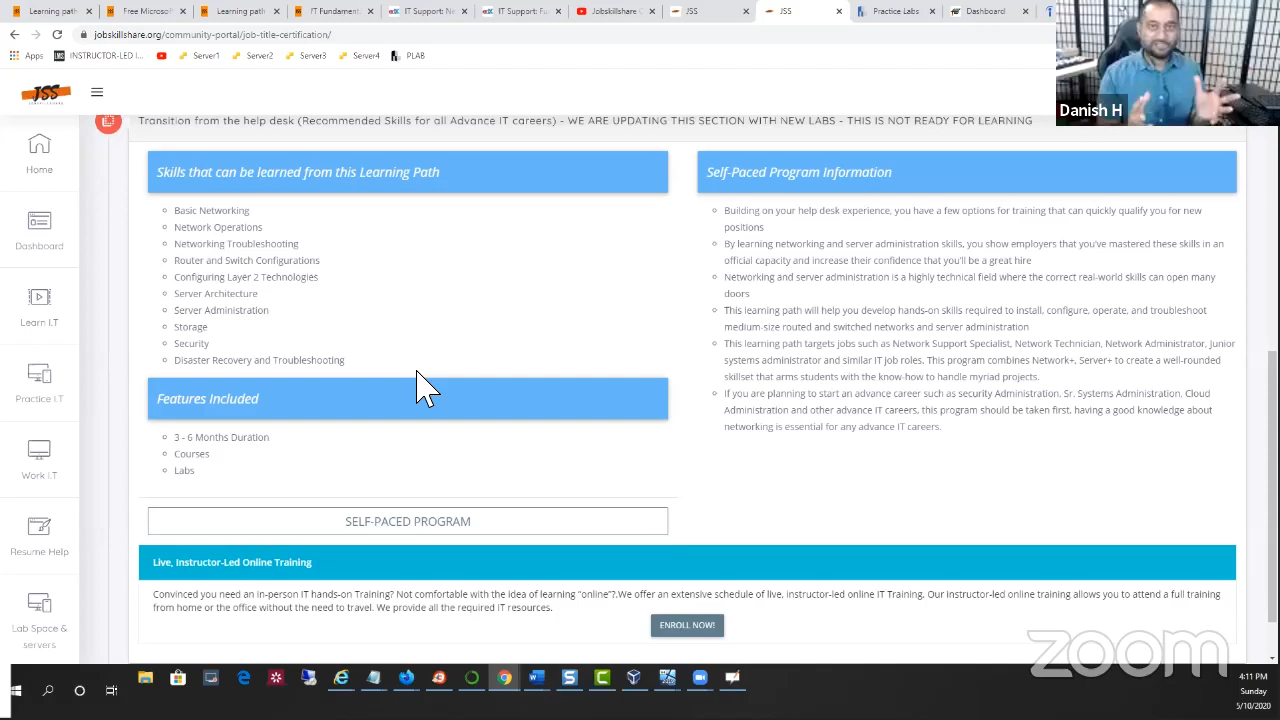 Learning pat
Free Microsof
Learning path
I'T Fundament
IT Support: Ne
IT Support: Fu
Jobskillshare C
JSS
JSS
Practice Labs
Dashboard
jobskillshare.org/community-portal/job-title-certification/
Apps
LMS
INSTRUCTOR-LED I...
Server1
Server2
Server3
Server4
PLAB
JSS
Danish H
Home
Dashboard
Learn I.T
Practice I.T
Work I.T
Resume Help
Lab Space &
servers
Transition from the help desk (Recommended Skills for all Advance IT careers) - WE ARE UPDATING THIS SECTION WITH NEW LABS - THIS IS NOT READY FOR LEARNING
Skills that can be learned from this Learning Path
Basic Networking
Network Operations
Networking Troubleshooting
Router and Switch Configurations
Configuring Layer 2 Technologies
Server Architecture
Server Administration
Storage
Security
Disaster Recovery and Troubleshooting
Features Included
3 - 6 Months Duration
Courses
Labs
SELF-PACED PROGRAM
Self-Paced Program Information
Building on your help desk experience, you have a few options for training that can quickly qualify you for new
positions
By learning networking and server administration skills, you show employers that you've mastered these skills in an
official capacity and increase their confidence that you'll be a great hire
Networking and server administration is a highly technical field where the correct real-world skills can open many
doors
This learning path will help you develop hands-on skills required to install, configure, operate, and troubleshoot
medium-size routed and switched networks and server administration
This learning path targets jobs such as Network Support Specialist, Network Technician, Network Administrator, Junior
systems administrator and similar IT job roles. This program combines Network+, Server+ to create a well-rounded
skillset that arms students with the know-how to handle myriad projects.
If you are planning to start an advance career such as security Administration, Sr. Systems Administration, Cloud
Administration and other advance IT careers, this program should be taken first, having a good knowledge about
networking is essential for any advance IT careers.
Live, Instructor-Led Online Training
Convinced you need an in-person IT hands-on Training? Not comfortable with the idea of learning "online"?.We offer an extensive schedule of live, instructor-led online IT Training. Our instructor-led online training allows you to attend a full training
from home or the office without the need to travel. We provide all the required IT resources.
ENROLL NOW!
zoom
4:11 PM
Sunday
5/10/2020